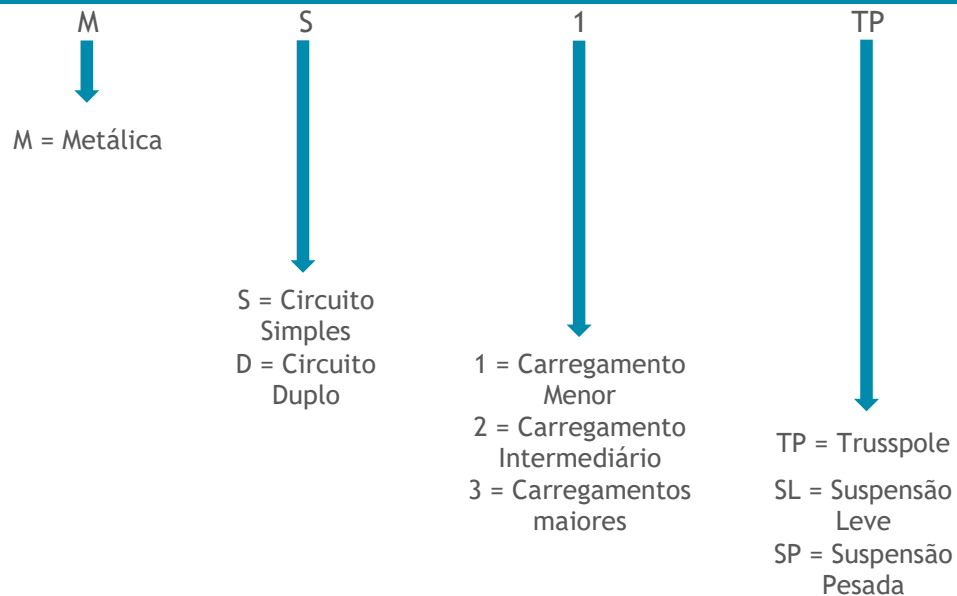 M S 1 TP
M = Metálica
S = Circuito
Simples
D = Circuito
Duplo
1 = Carregamento
Menor
2 = Carregamento
Intermediário
3 = Carregamentos
maiores
TP = Trusspole
SL = Suspensão
Leve
SP = Suspensão
Pesada